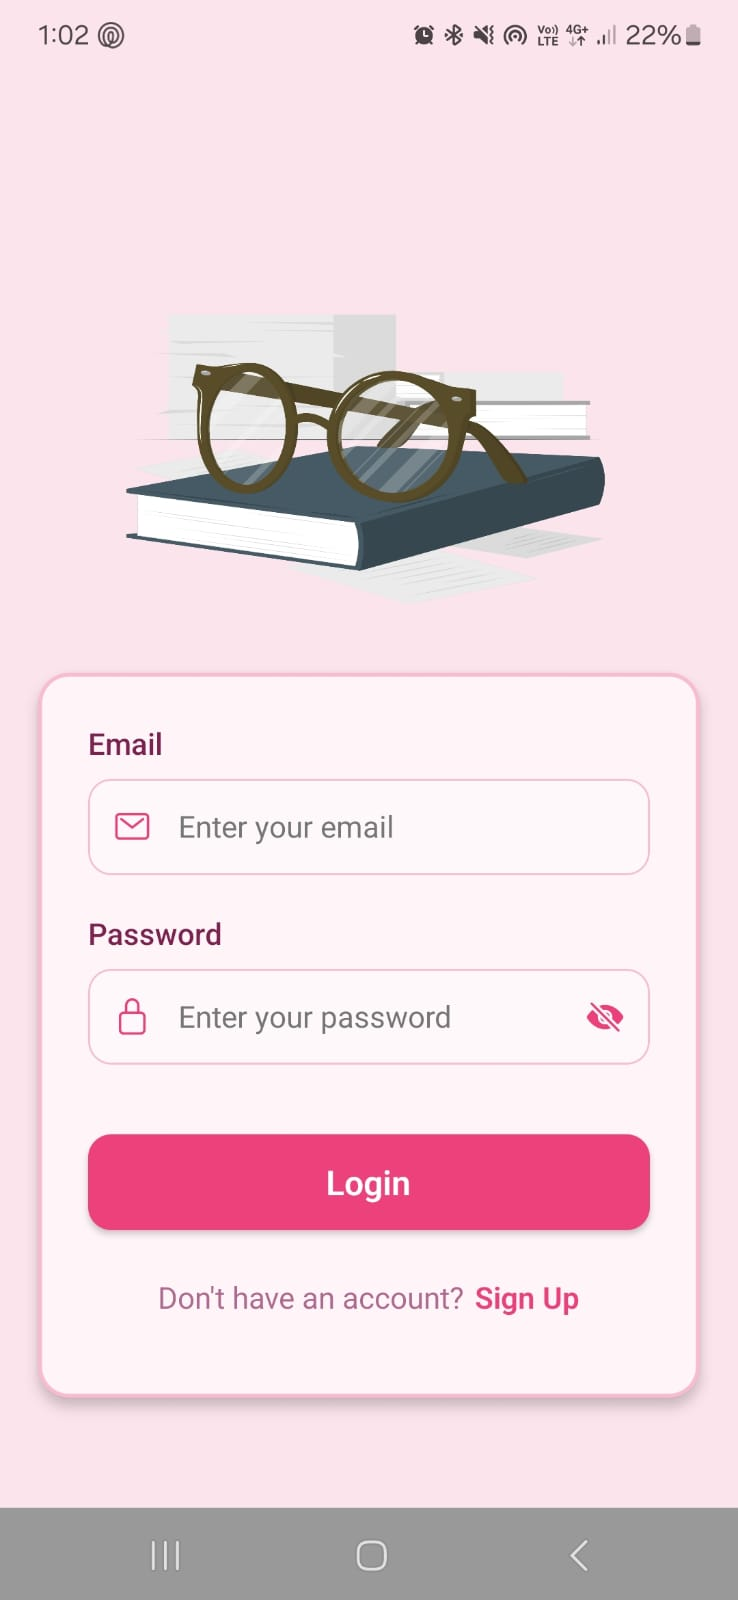 1:02 Vo)) LTE 4G+ 22%
Email
Enter your email
Password
Enter your password
Login
Don't have an account? Sign Up